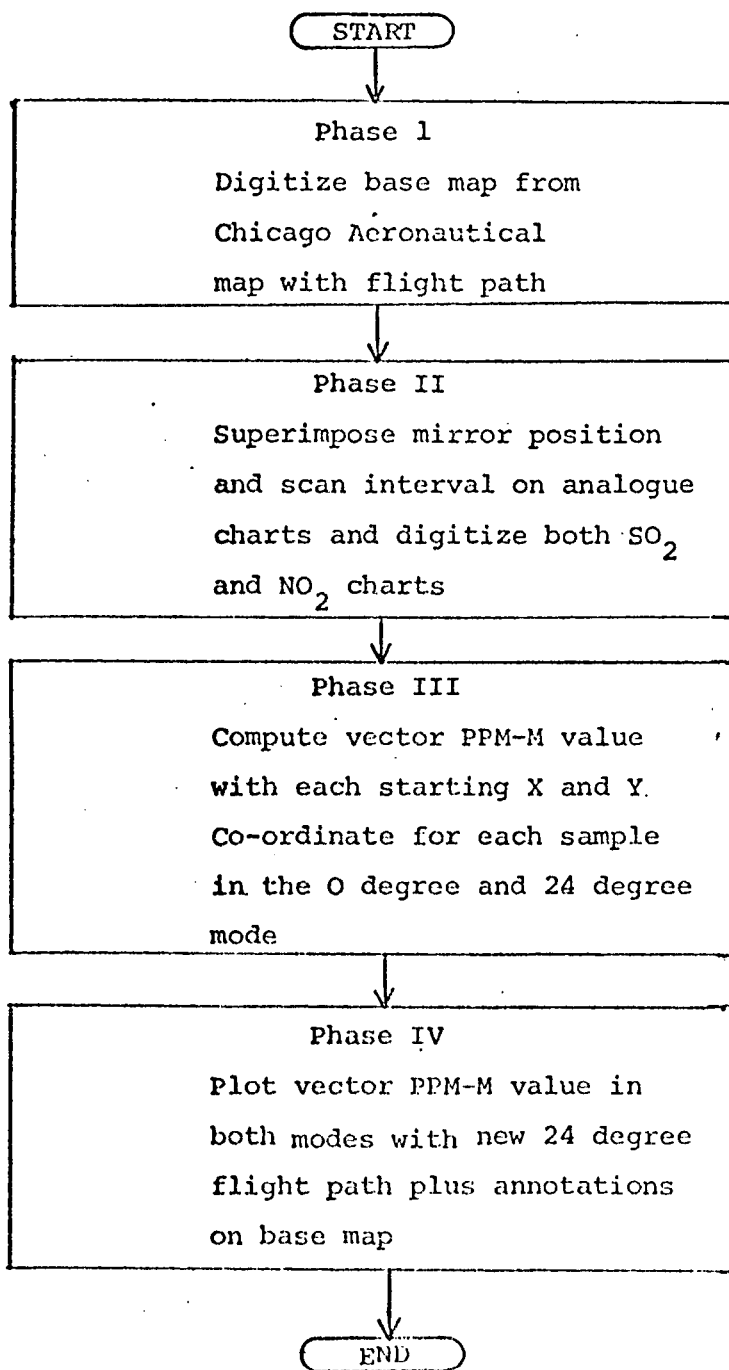 START
Phase 1
Digitize base map from
Chicago Aeronautical
map with flight path
Phase II
Superimpose mirror position
and scan interval on analogue
charts and digitize both SO2
and NO2 charts
Phase III
Compute vector PPM-M value
with each starting X and Y.
Co-ordinate for each sample
in the O degree and 24 degree
mode
Phase IV
Plot vector PPM-M value in
both modes with new 24 degree
flight path plus annotations
on base map
END